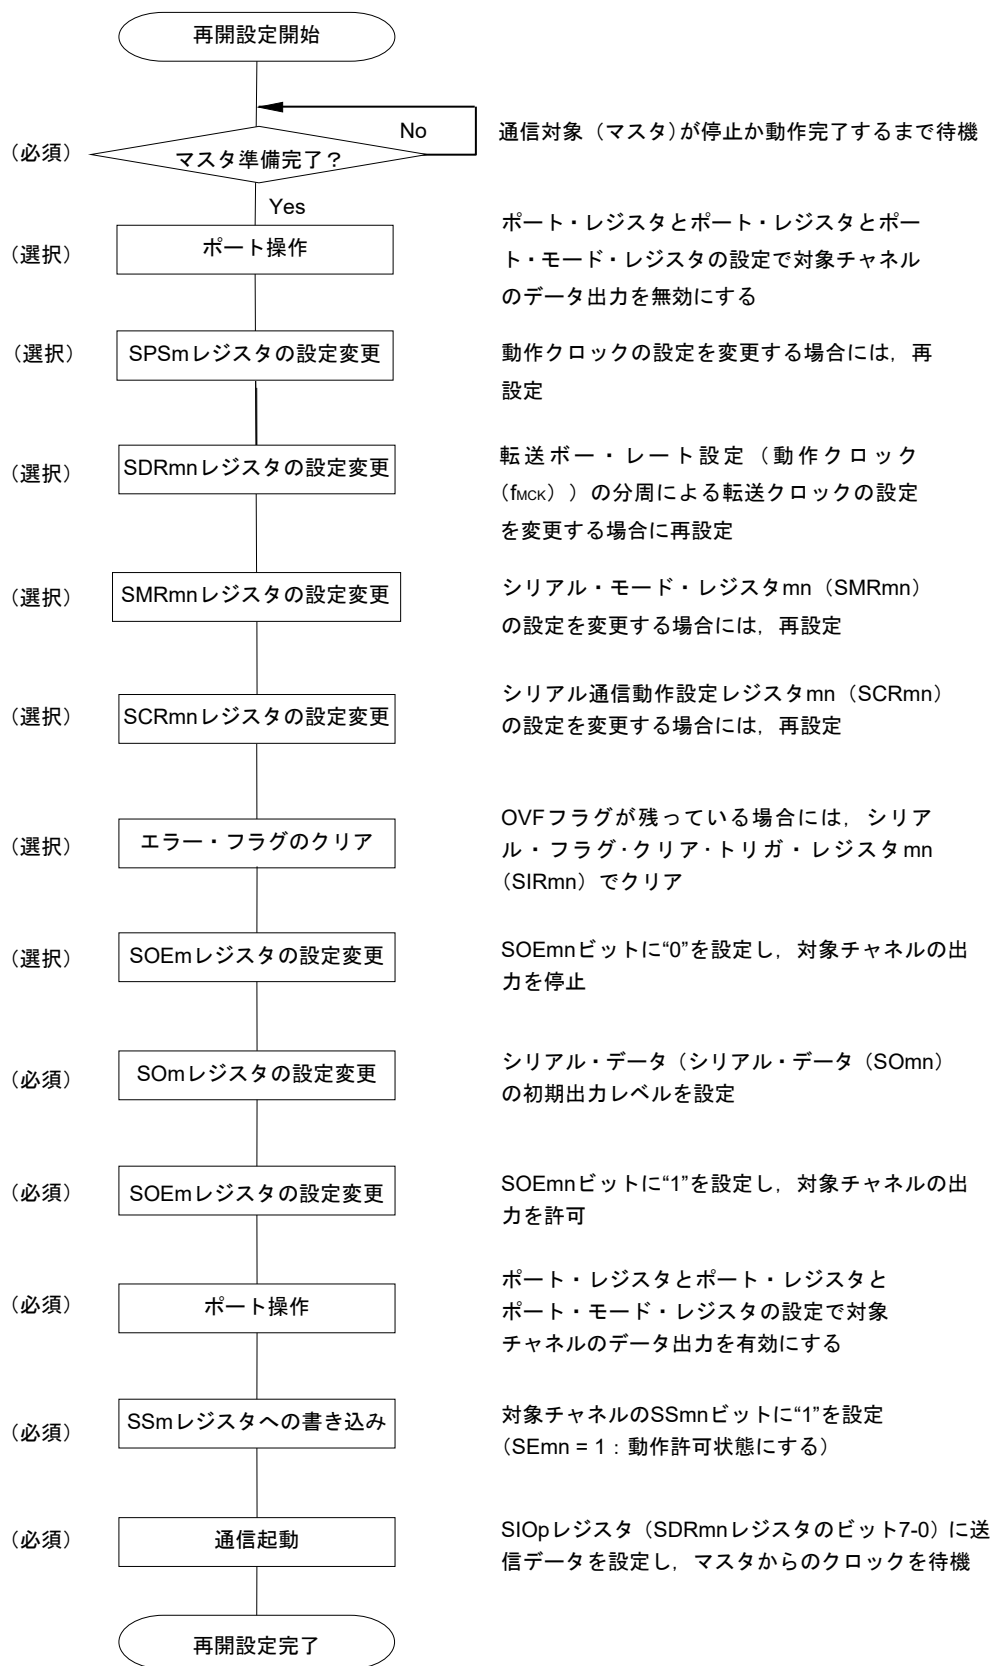 再開設定開始
No
通信対象（マスタ）が停止か動作完了するまで待機
（必須）
マスタ準備完了？
Yes
（選択）
ポート操作
ポート・レジスタとポート・レジスタとポー
ト・モード・レジスタの設定で対象チャネル
のデータ出力を無効にする
（選択）
SPSmレジスタの設定変更
動作クロックの設定を変更する場合には，再
設定
（選択）
SDRmnレジスタの設定変更
転送ボー・レート設定（動作クロック
（fMCK））の分周による転送クロックの設定
を変更する場合に再設定
（選択）
SMRmnレジスタの設定変更
シリアル・モード・レジスタmn（SMRmn）
の設定を変更する場合には，再設定
（選択）
SCRmnレジスタの設定変更
シリアル通信動作設定レジスタmn（SCRmn）
の設定を変更する場合には，再設定
（選択）
エラー・フラグのクリア
OVFフラグが残っている場合には，シリア
ル・フラグ・クリア・トリガ・レジスタmn
（SIRmn）でクリア
（選択）
SOEmレジスタの設定変更
SOEmnビットに“0”を設定し，対象チャネルの出
力を停止
（必須）
SOmレジスタの設定変更
シリアル・データ（シリアル・データ（SOmn）
の初期出力レベルを設定
（必須）
SOEmレジスタの設定変更
SOEmnビットに“1”を設定し，対象チャネルの出
力を許可
（必須）
ポート操作
ポート・レジスタとポート・レジスタと
ポート・モード・レジスタの設定で対象
チャネルのデータ出力を有効にする
（必須）
SSmレジスタへの書き込み
対象チャネルのSSmnビットに“1”を設定
（SEmn = 1：動作許可状態にする）
（必須）
通信起動
SIOpレジスタ（SDRmnレジスタのビット7-0）に送
信データを設定し，マスタからのクロックを待機
再開設定完了